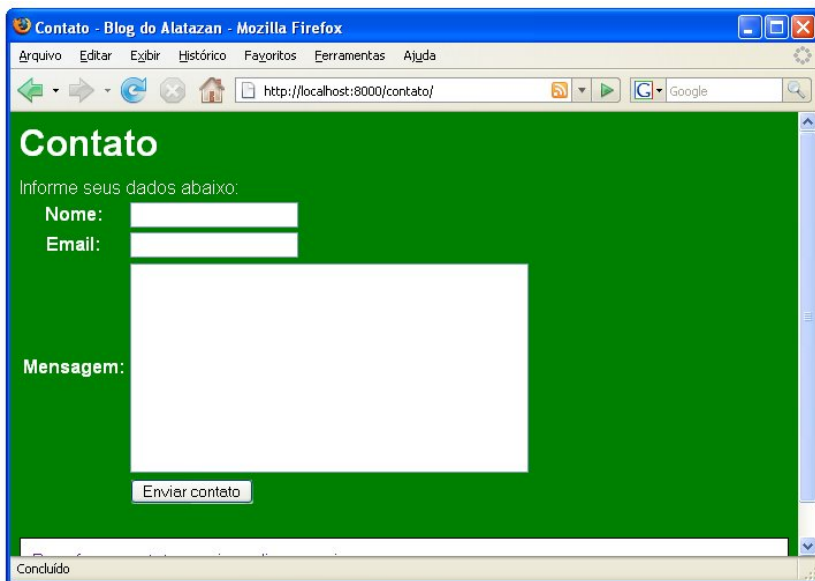 Contato - Blog do Alatazan - Mozilla Firefox
Arquivo Editar Exibir Histórico Favoritos Ferramentas Ajuda
http://localhost:8000/contato/
G Google
Contato
Informe seus dados abaixo:
Nome:
Email:
Mensagem:
Enviar contato
Concluído